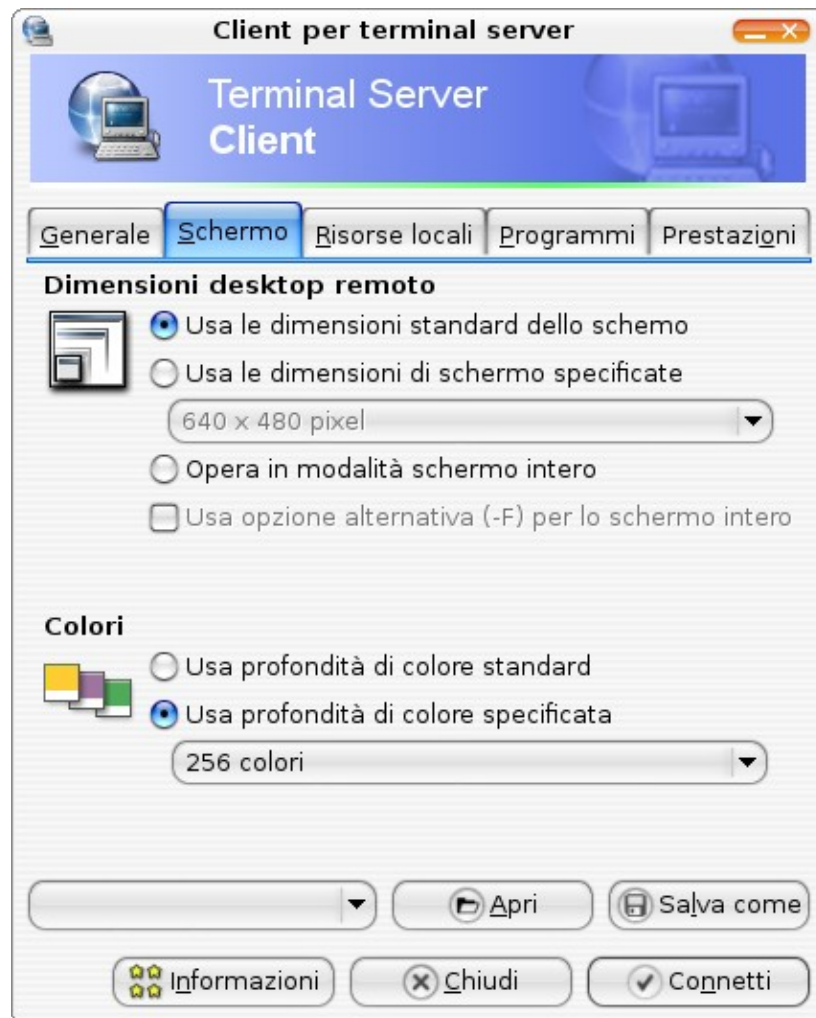 Client per terminal server
Terminal Server
Client
Generale Schermo Risorse locali Programmi Prestazioni
Dimensioni desktop remoto
Usa le dimensioni standard dello schemo
Usa le dimensioni di schermo specificate
640 x 480 pixel
Opera in modalità schermo intero
Usa opzione alternativa (-F) per lo schermo intero
Colori
Usa profondità di colore standard
Usa profondità di colore specificata
256 colori
Apri Salva come
Informazioni Chiudi Connetti